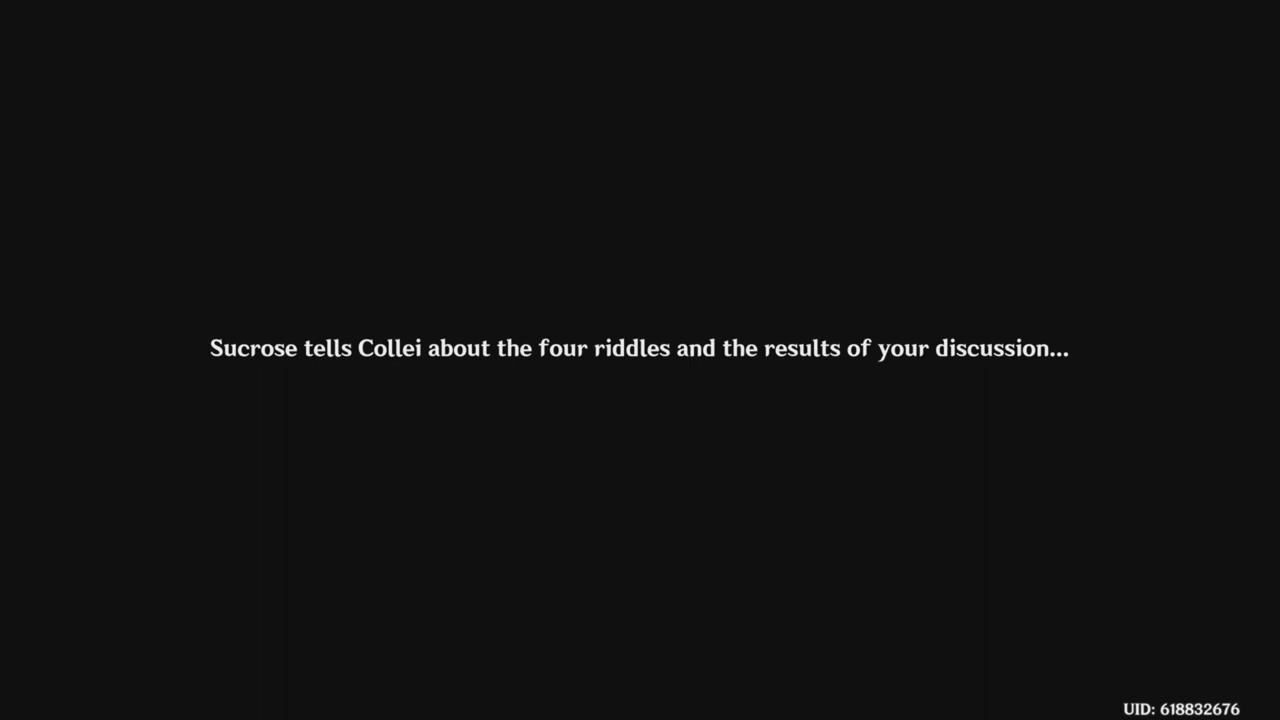 Sucrose tells Collei about the four riddles and the results of your discussion...
UID: 618832676